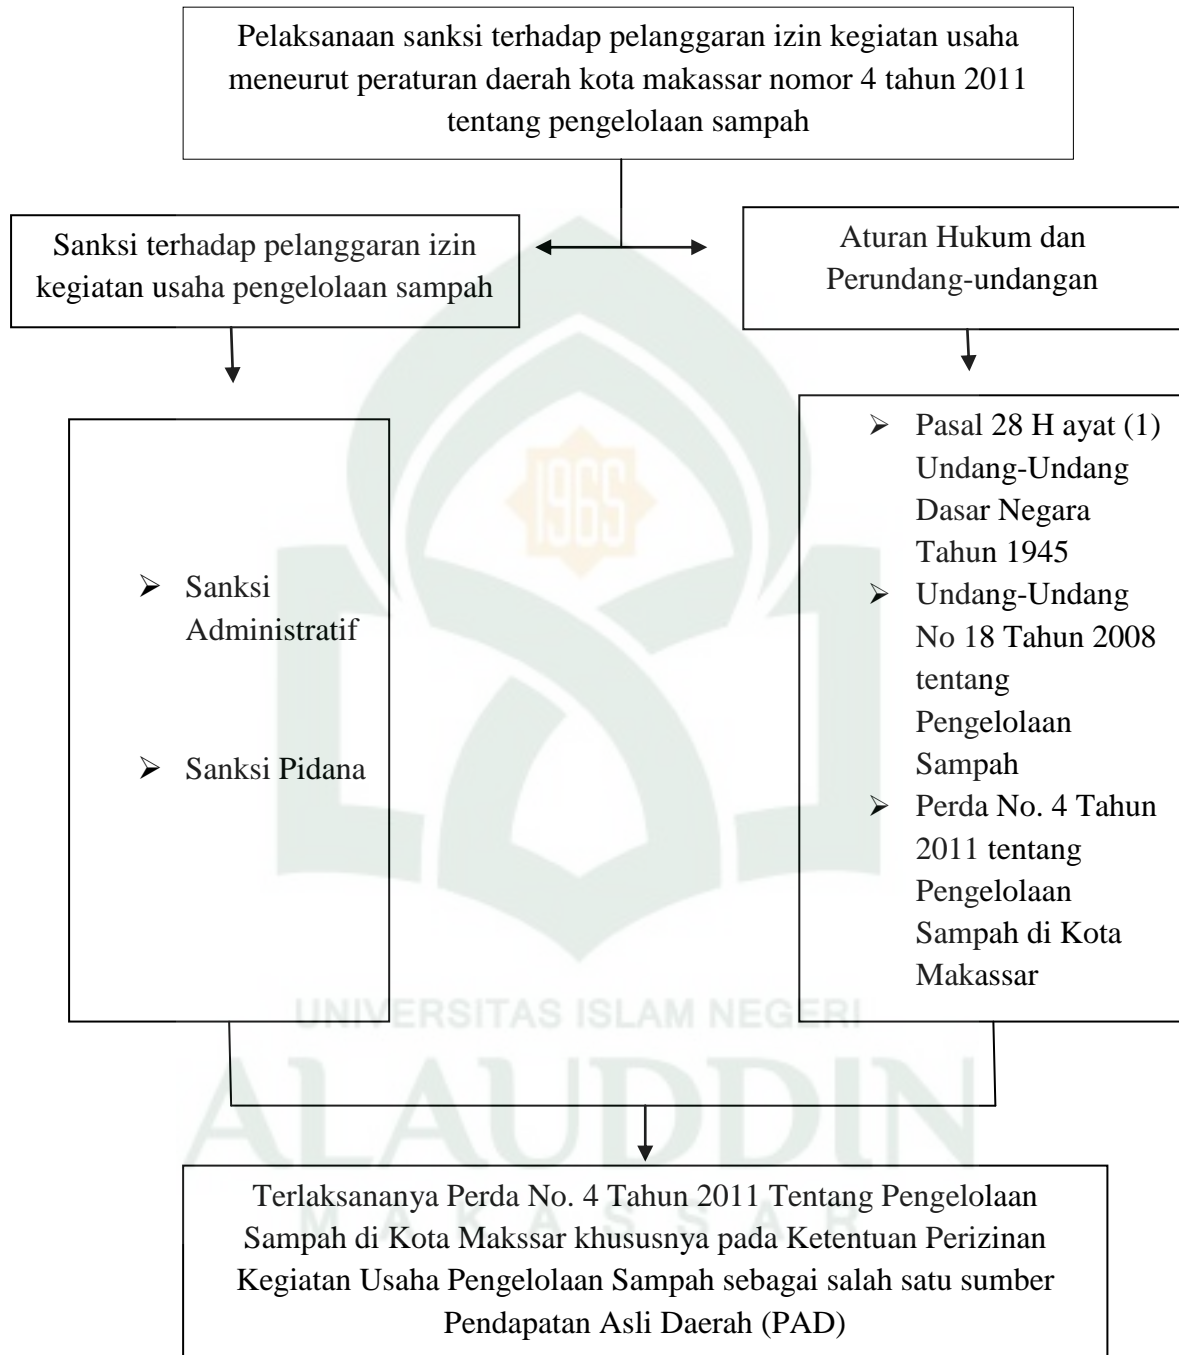 Pelaksanaan sanksi terhadap pelanggaran izin kegiatan usaha
meneurut peraturan daerah kota makassar nomor 4 tahun 2011
tentang pengelolaan sampah
Sanksi terhadap pelanggaran izin
kegiatan usaha pengelolaan sampah
Aturan Hukum dan
Perundang-undangan
➢ Sanksi
Administratif
➢ Sanksi Pidana
➢ Pasal 28 H ayat (1)
Undang-Undang
Dasar Negara
Tahun 1945
➢ Undang-Undang
No 18 Tahun 2008
tentang
Pengelolaan
Sampah
➢ Perda No. 4 Tahun
2011 tentang
Pengelolaan
Sampah di Kota
Makassar
1965
UNIVERSITAS ISLAM NEGERI
ALAUDDIN
MAKASSAR
Terlaksananya Perda No. 4 Tahun 2011 Tentang Pengelolaan
Sampah di Kota Makssar khususnya pada Ketentuan Perizinan
Kegiatan Usaha Pengelolaan Sampah sebagai salah satu sumber
Pendapatan Asli Daerah (PAD)